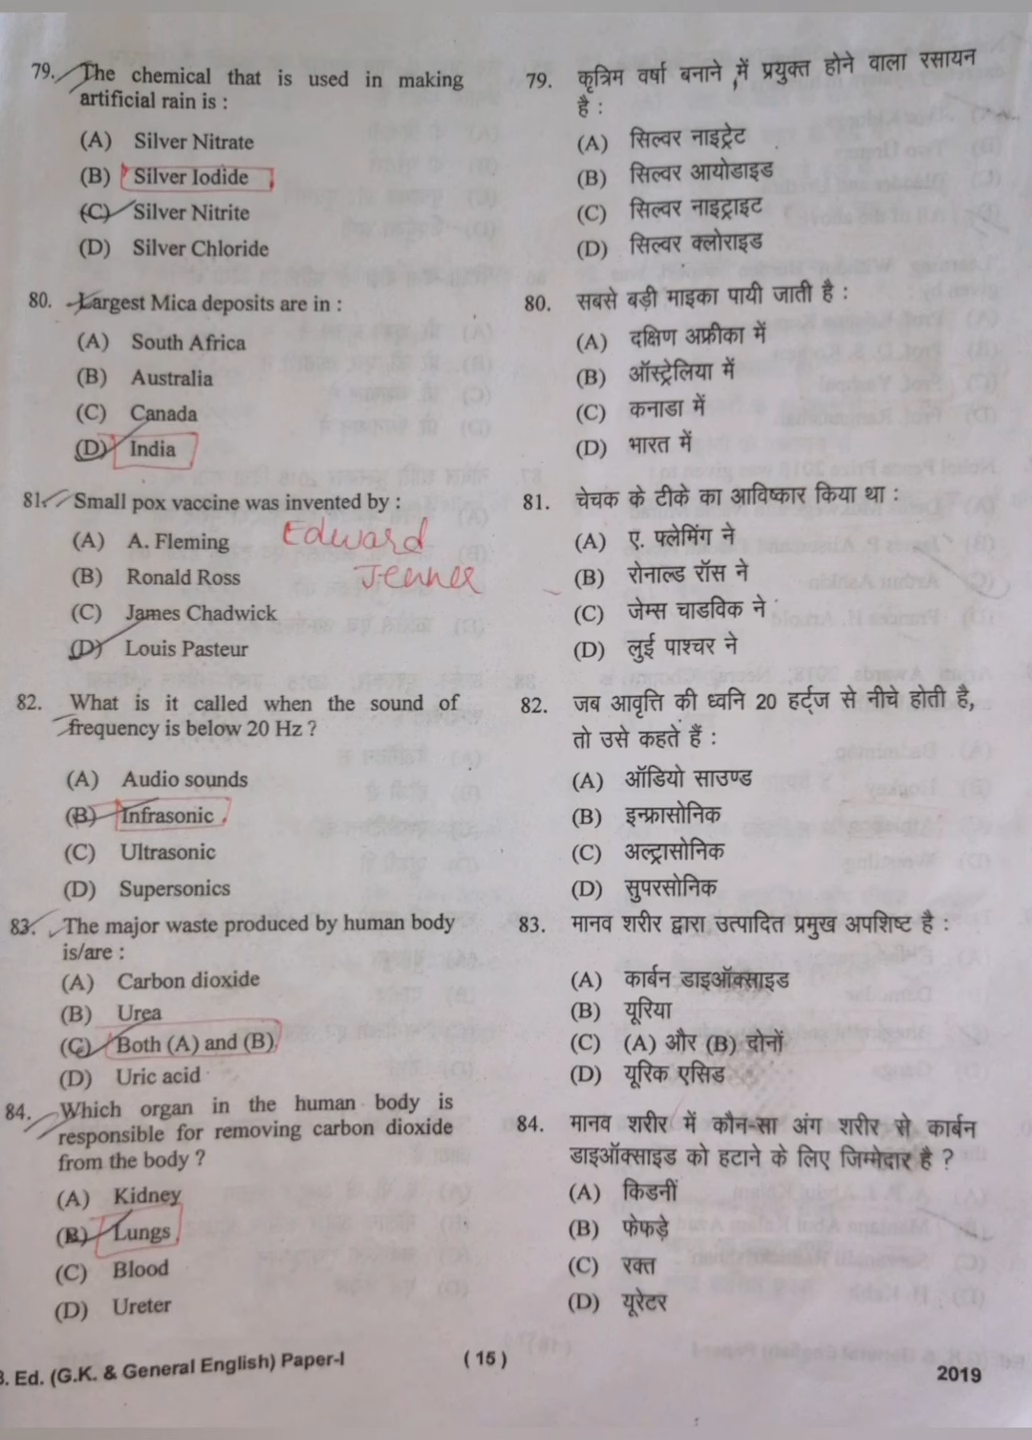 79. The chemical that is used in making
artificial rain is :
(A) Silver Nitrate
(B) Silver Iodide
(C) Silver Nitrite
(D) Silver Chloride
80. Largest Mica deposits are in :
(A) South Africa
(B) Australia
(C) Canada
(D) India
81. Small pox vaccine was invented by :
(A) A. Fleming
Edward
(B) Ronald Ross
Jenner
(C) James Chadwick
(D) Louis Pasteur
82. What is it called when the sound of
frequency is below 20 Hz ?
(A) Audio sounds
(B) Infrasonic
(C) Ultrasonic
(D) Supersonics
83. The major waste produced by human body
is/are :
(A) Carbon dioxide
(B) Urea
(C) Both (A) and (B)
(D) Uric acid
84. Which organ in the human body is
responsible for removing carbon dioxide
from the body ?
(A) Kidney
(B) Lungs
(C) Blood
(D) Ureter
79. कृत्रिम वर्षा बनाने में प्रयुक्त होने वाला रसायन
है :
(A) सिल्वर नाइट्रेट
(B) सिल्वर आयोडाइड
(C) सिल्वर नाइट्राइट
(D) सिल्वर क्लोराइड
80. सबसे बड़ी माइका पायी जाती है :
(A) दक्षिण अफ्रीका में
(B) ऑस्ट्रेलिया में
(C) कनाडा में
(D) भारत में
81. चेचक के टीके का आविष्कार किया था :
(A) ए. फ्लेमिंग ने
(B) रोनाल्ड रॉस ने
(C) जेम्स चाडविक ने
(D) लुई पाश्चर ने
82. जब आवृत्ति की ध्वनि 20 हर्ट्ज से नीचे होती है,
तो उसे कहते हैं :
(A) ऑडियो साउण्ड
(B) इन्फ्रासोनिक
(C) अल्ट्रासोनिक
(D) सुपरसोनिक
83. मानव शरीर द्वारा उत्पादित प्रमुख अपशिष्ट है :
(A) कार्बन डाइऑक्साइड
(B) यूरिया
(C) (A) और (B) दोनों
(D) यूरिक एसिड
84. मानव शरीर में कौन-सा अंग शरीर से कार्बन
डाइऑक्साइड को हटाने के लिए जिम्मेदार है ?
(A) किडनीं
(B) फेफड़े
(C) रक्त
(D) यूरेटर
B. Ed. (G.K. & General English) Paper-I
( 15 )
2019